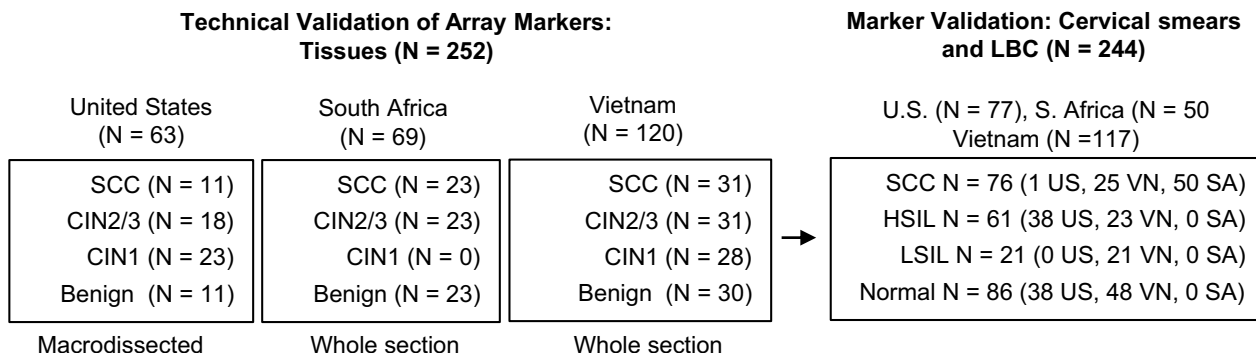 Technical Validation of Array Markers:
Tissues (N = 252)
United States
(N = 63)
SCC (N = 11)
CIN2/3 (N = 18)
CIN1 (N = 23)
Benign (N = 11)
Macrodissected
South Africa
(N = 69)
SCC (N = 23)
CIN2/3 (N = 23)
CIN1 (N = 0)
Benign (N = 23)
Whole section
Vietnam
(N = 120)
SCC (N = 31)
CIN2/3 (N = 31)
CIN1 (N = 28)
Benign (N = 30)
Whole section
Marker Validation: Cervical smears
and LBC (N = 244)
U.S. (N = 77), S. Africa (N = 50
Vietnam (N =117)
SCC N = 76 (1 US, 25 VN, 50 SA)
HSIL N = 61 (38 US, 23 VN, 0 SA)
LSIL N = 21 (0 US, 21 VN, 0 SA)
Normal N = 86 (38 US, 48 VN, 0 SA)